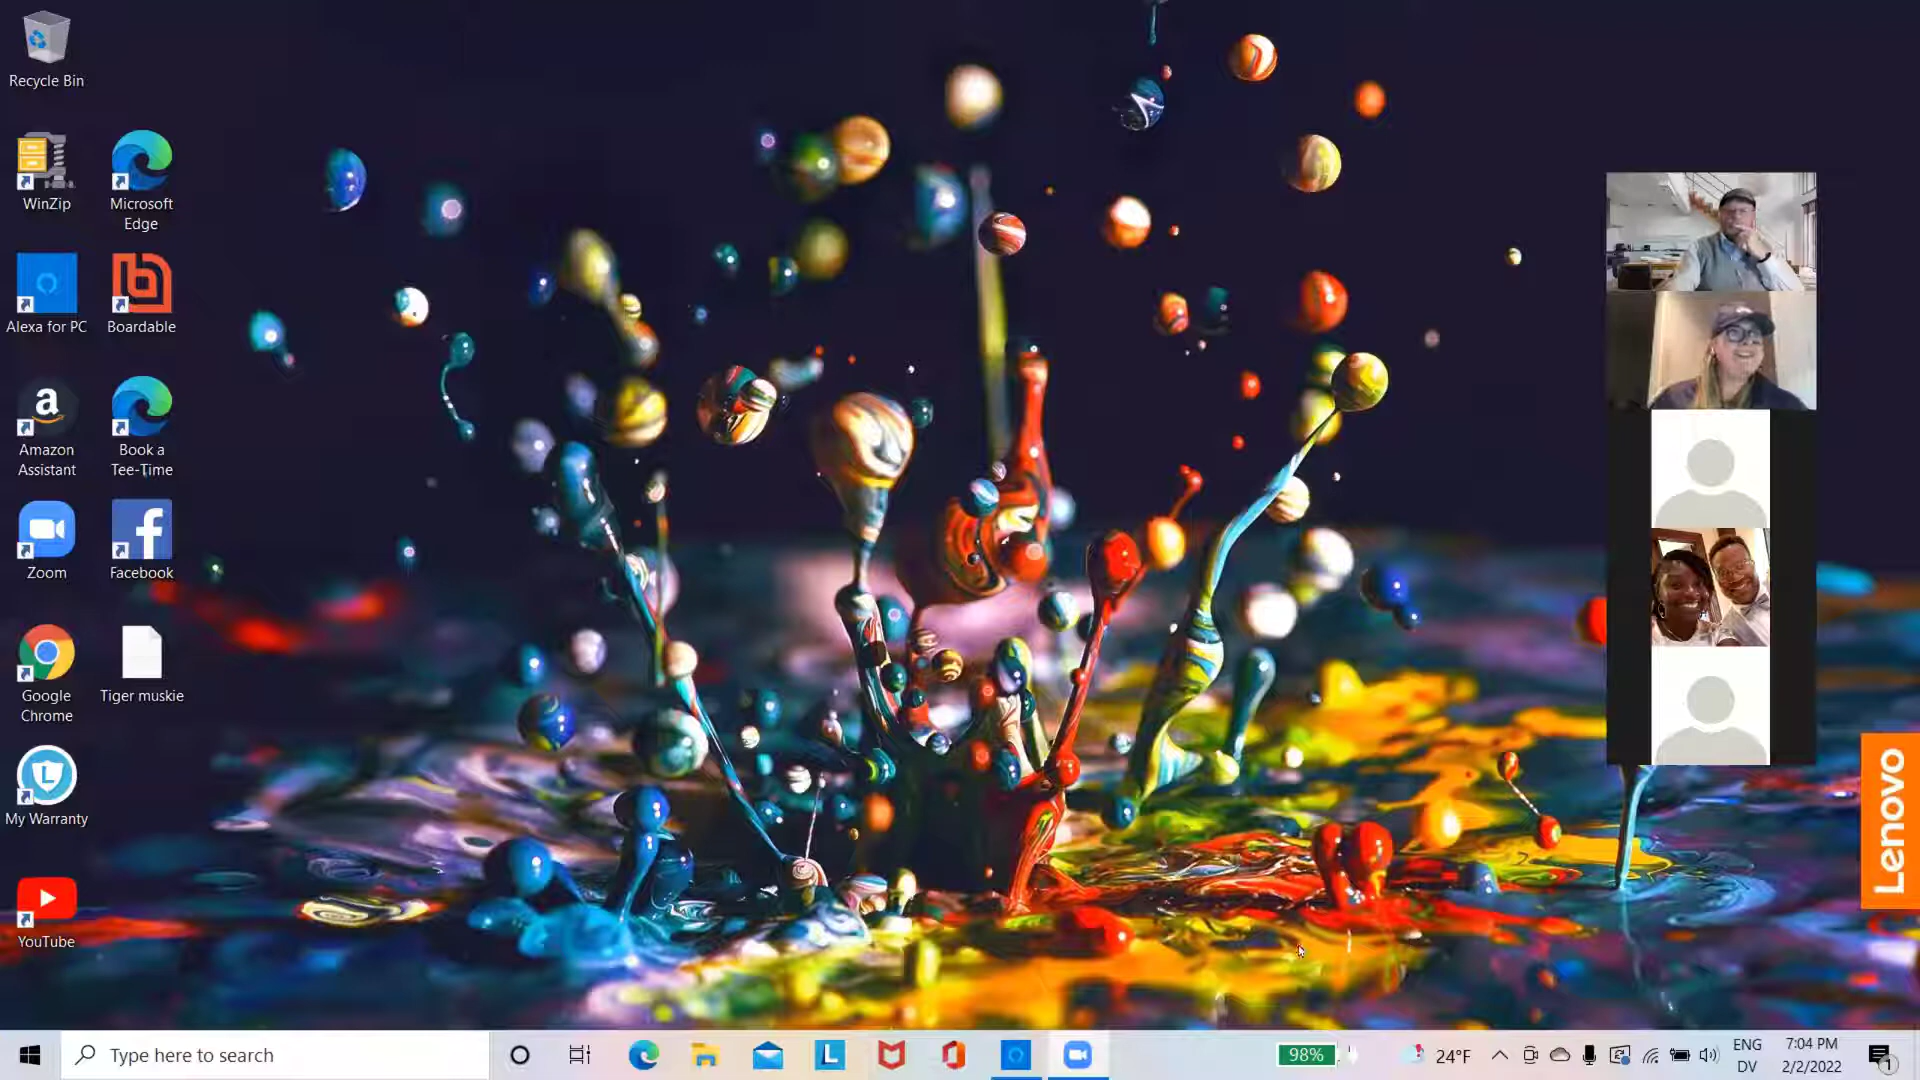 Recycle Bin
WinZip
Microsoft
Edge
Alexa for PC
Boardable
Amazon
Assistant
Book a
Tee-Time
Zoom
Facebook
Google
Chrome
Tiger muskie
My Warranty
YouTube
Lenovo
Type here to search
98%
24°F
ENG
DV
7:04 PM
2/2/2022
1